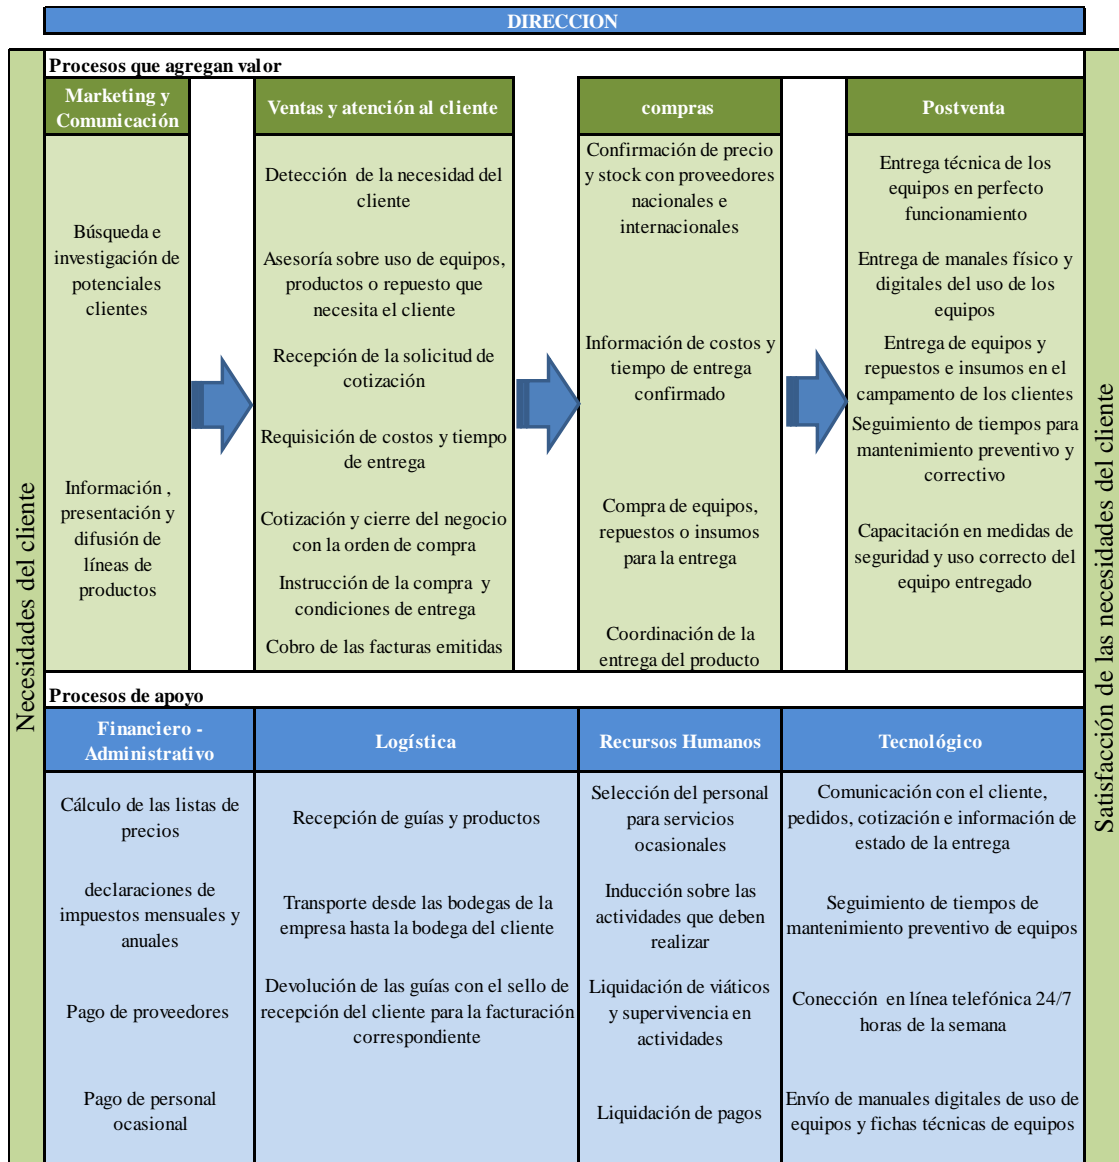 DIRECCION
Necesidades del cliente
Procesos que agregan valor
Marketing y
Comunicación
Búsqueda e
investigación de
potenciales
clientes
Información ,
presentación y
difusión de
líneas de
productos
Ventas y atención al cliente
Detección de la necesidad del
cliente
Asesoría sobre uso de equipos,
productos o repuesto que
necesita el cliente
Recepción de la solicitud de
cotización
Requisición de costos y tiempo
de entrega
Cotización y cierre del negocio
con la orden de compra
Instrucción de la compra y
condiciones de entrega
Cobro de las facturas emitidas
compras
Confirmación de precio
y stock con proveedores
nacionales e
internacionales
Información de costos y
tiempo de entrega
confirmado
Compra de equipos,
repuestos o insumos
para la entrega
Coordinación de la
entrega del producto
Postventa
Entrega técnica de los
equipos en perfecto
funcionamiento
Entrega de manales físico y
digitales del uso de los
equipos
Entrega de equipos y
repuestos e insumos en el
campamento de los clientes
Seguimiento de tiempos para
mantenimiento preventivo y
correctivo
Capacitación en medidas de
seguridad y uso correcto del
equipo entregado
Procesos de apoyo
Financiero -
Administrativo
Cálculo de las listas de
precios
declaraciones de
impuestos mensuales y
anuales
Pago de proveedores
Pago de personal
ocasional
Logística
Recepción de guías y productos
Transporte desde las bodegas de la
empresa hasta la bodega del cliente
Devolución de las guías con el sello de
recepción del cliente para la facturación
correspondiente
Recursos Humanos
Selección del personal
para servicios
ocasionales
Inducción sobre las
actividades que deben
realizar
Liquidación de viáticos
y supervivencia en
actividades
Liquidación de pagos
Tecnológico
Comunicación con el cliente,
pedidos, cotización e información de
estado de la entrega
Seguimiento de tiempos de
mantenimiento preventivo de equipos
Conección en línea telefónica 24/7
horas de la semana
Envío de manuales digitales de uso de
equipos y fichas técnicas de equipos
Satisfacción de las necesidades del cliente